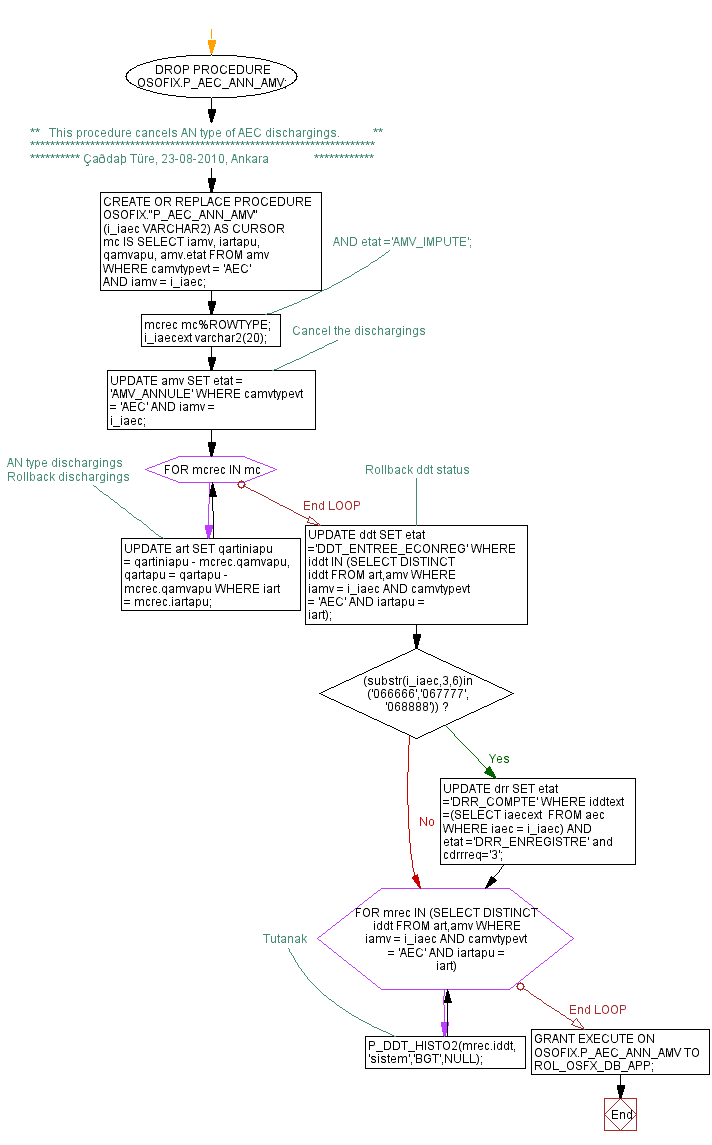 DROP PROCEDURE
OSOFIX.P_AEC_ANN_AMV;
** This procedure cancels AN type of AEC dischargings. **
*********************************************************************
********** Çaðdaþ Türe, 23-08-2010, Ankara ************
CREATE OR REPLACE PROCEDURE
OSOFIX."P_AEC_ANN_AMV"
(i_iaec VARCHAR2) AS CURSOR
mc IS SELECT iamv, iartapu,
qamvapu, amv.etat FROM amv
WHERE camvtypevt = 'AEC'
AND iamv = i_iaec;
AND etat ='AMV_IMPUTE';
mcrec mc%ROWTYPE;
i_iaecext varchar2(20);
Cancel the dischargings
UPDATE amv SET etat =
'AMV_ANNULE' WHERE camvtypevt
= 'AEC' AND iamv =
i_iaec;
FOR mcrec IN mc
AN type dischargings
Rollback dischargings
End LOOP
Rollback ddt status
UPDATE art SET qartiniapu
= qartiniapu - mcrec.qamvapu,
qartapu = qartapu -
mcrec.qamvapu WHERE iart
= mcrec.iartapu;
UPDATE ddt SET etat
='DDT_ENTREE_ECONREG' WHERE
iddt IN (SELECT DISTINCT
iddt FROM art,amv WHERE
iamv = i_iaec AND camvtypevt
= 'AEC' AND iartapu =
iart);
(substr(i_iaec,3,6)in
('066666','067777',
'068888')) ?
Yes
UPDATE drr SET etat
='DRR_COMPTE' WHERE iddtext
=(SELECT iaecext FROM aec
WHERE iaec = i_iaec) AND
etat ='DRR_ENREGISTRE' and
cdrrreq='3';
No
FOR mrec IN (SELECT DISTINCT
iddt FROM art,amv WHERE
iamv = i_iaec AND camvtypevt
= 'AEC' AND iartapu =
iart)
Tutanak
End LOOP
P_DDT_HISTO2(mrec.iddt,
'sistem','BGT',NULL);
GRANT EXECUTE ON
OSOFIX.P_AEC_ANN_AMV TO
ROL_OSFX_DB_APP;
End